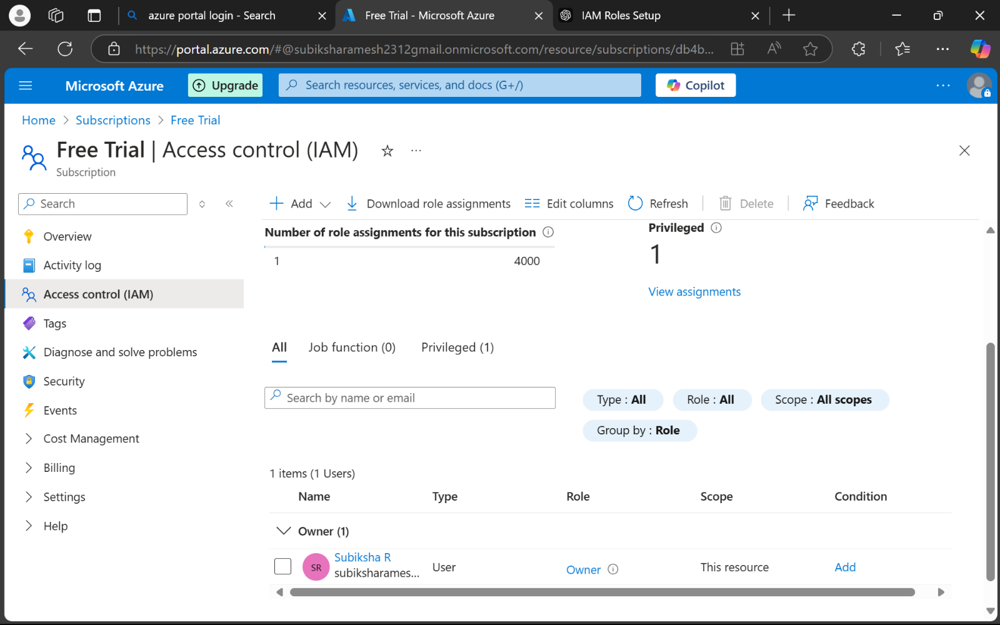 azure portal login - Search
Free Trial - Microsoft Azure
IAM Roles Setup
https://portal.azure.com/#@subiksharamesh2312gmail.onmicrosoft.com/resource/subscriptions/db4b...
Microsoft Azure
Upgrade
Search resources, services, and docs (G+/)
Copilot
Home > Subscriptions > Free Trial
Free Trial | Access control (IAM)
Subscription
Search
Add
Download role assignments
Edit columns
Refresh
Delete
Feedback
Overview
Activity log
Access control (IAM)
Tags
Diagnose and solve problems
Security
Events
Cost Management
Billing
Settings
Help
Number of role assignments for this subscription
1
4000
Privileged
1
View assignments
All
Job function (0)
Privileged (1)
Search by name or email
Type : All
Role : All
Scope : All scopes
Group by : Role
1 items (1 Users)
Name
Type
Role
Scope
Condition
Owner (1)
SR
Subiksha R
subiksharames...
User
Owner
This resource
Add